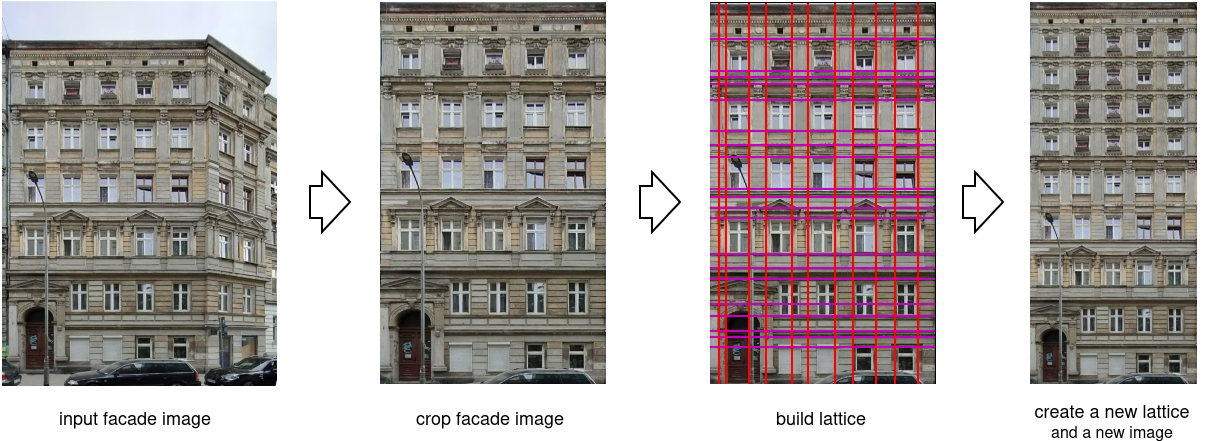 input facade image
crop facade image
build lattice
create a new lattice
and a new image